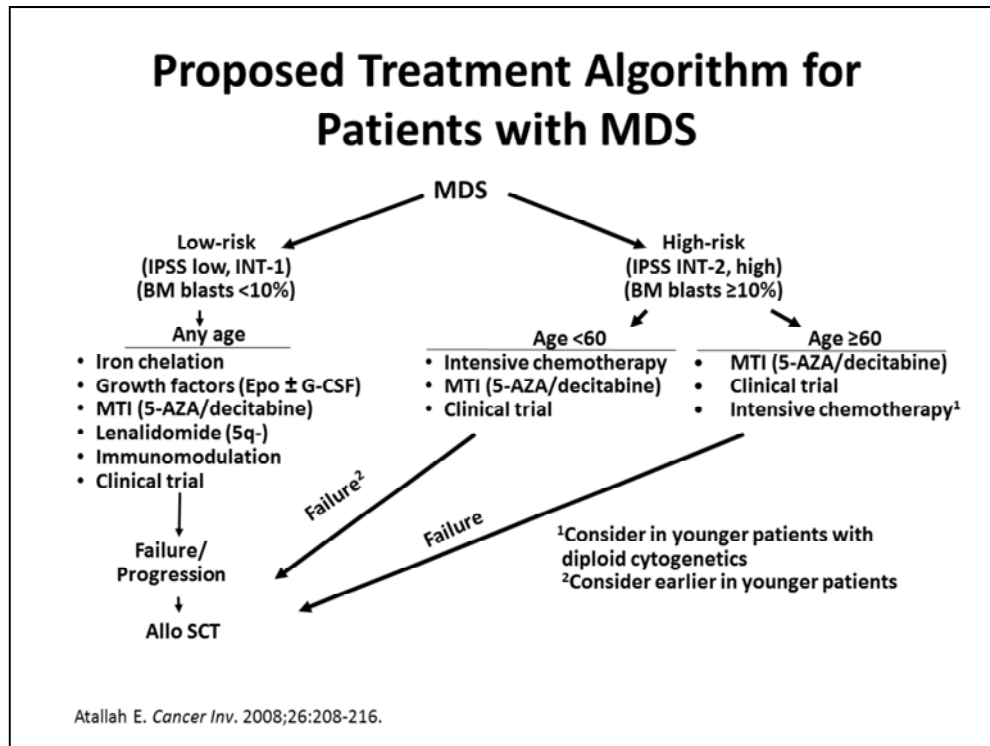 Proposed Treatment Algorithm for
Patients with MDS
MDS
Low-risk
(IPSS low, INT-1)
(BM blasts <10%)
High-risk
(IPSS INT-2, high)
(BM blasts ≥10%)
Any age
• Iron chelation
• Growth factors (Epo ± G-CSF)
• MTI (5-AZA/decitabine)
• Lenalidomide (5q-)
• Immunomodulation
• Clinical trial
Age <60
• Intensive chemotherapy
• MTI (5-AZA/decitabine)
• Clinical trial
Age ≥60
• MTI (5-AZA/decitabine)
• Clinical trial
• Intensive chemotherapy¹
Failure²
Failure
Failure/
Progression
Allo SCT
¹Consider in younger patients with
diploid cytogenetics
²Consider earlier in younger patients
Atallah E. Cancer Inv. 2008;26:208-216.